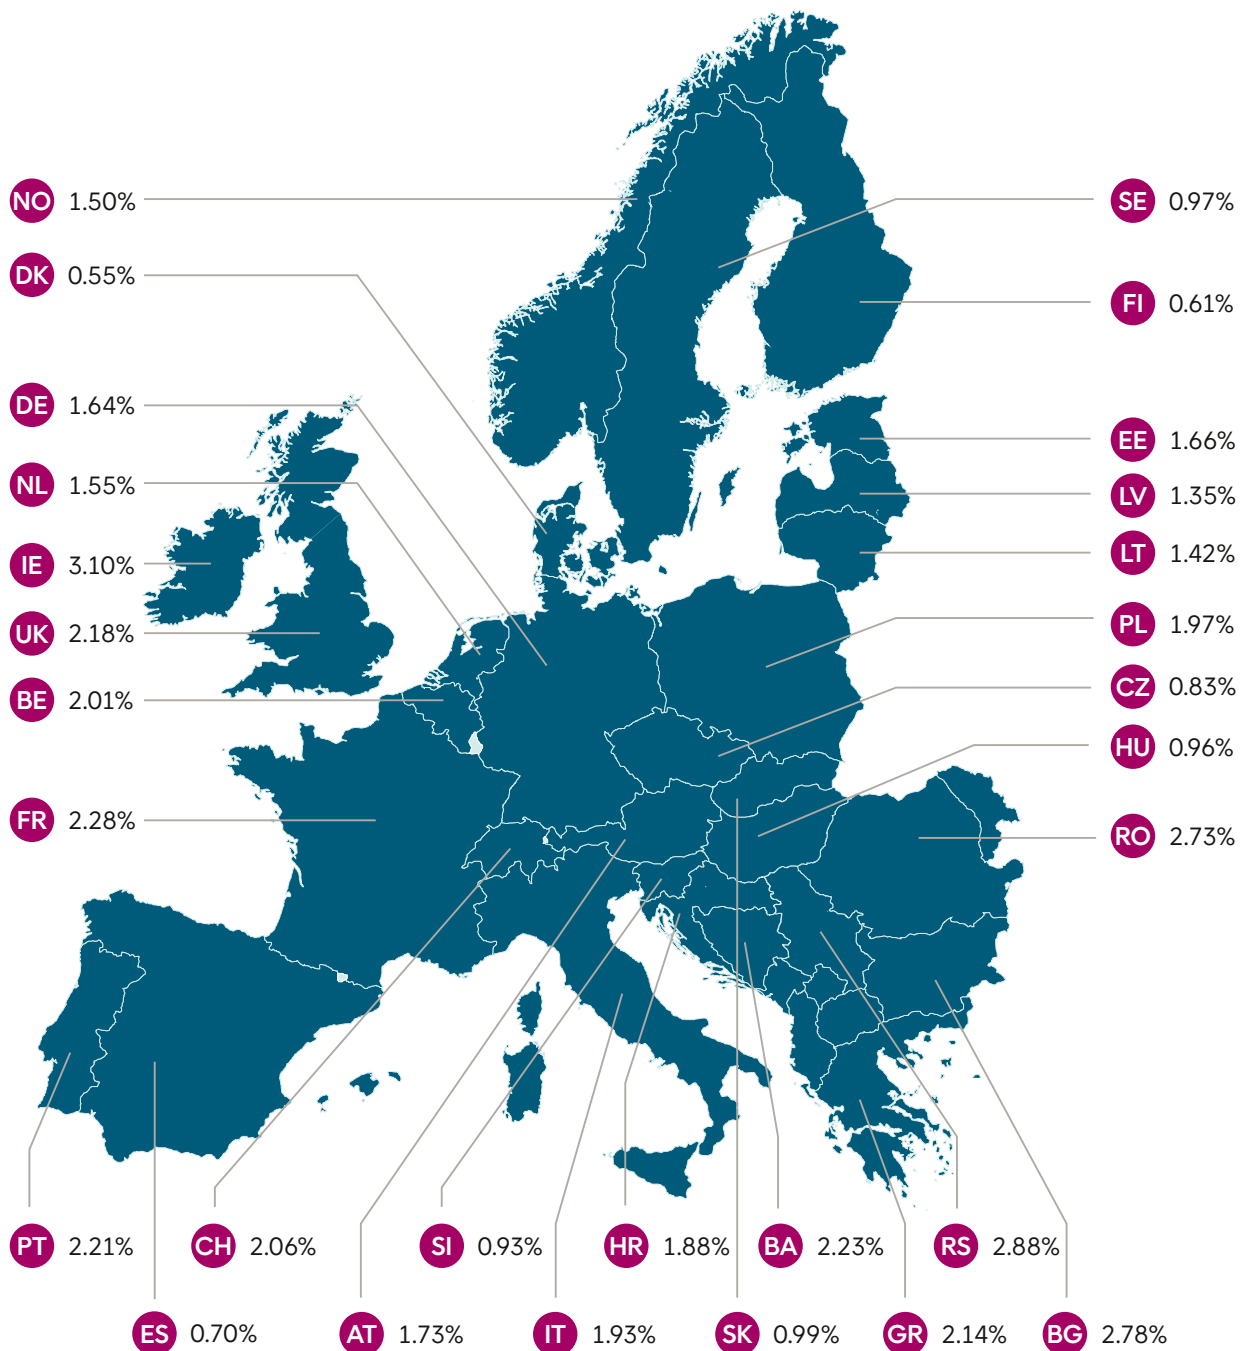 NO 1.50%
SE 0.97%
DK 0.55%
FI 0.61%
DE 1.64%
EE 1.66%
NL 1.55%
LV 1.35%
LT 1.42%
IE 3.10%
PL 1.97%
UK 2.18%
CZ 0.83%
BE 2.01%
HU 0.96%
FR 2.28%
RO 2.73%
PT 2.21%
CH 2.06%
SI 0.93%
HR 1.88%
BA 2.23%
RS 2.88%
ES 0.70%
AT 1.73%
IT 1.93%
SK 0.99%
GR 2.14%
BG 2.78%